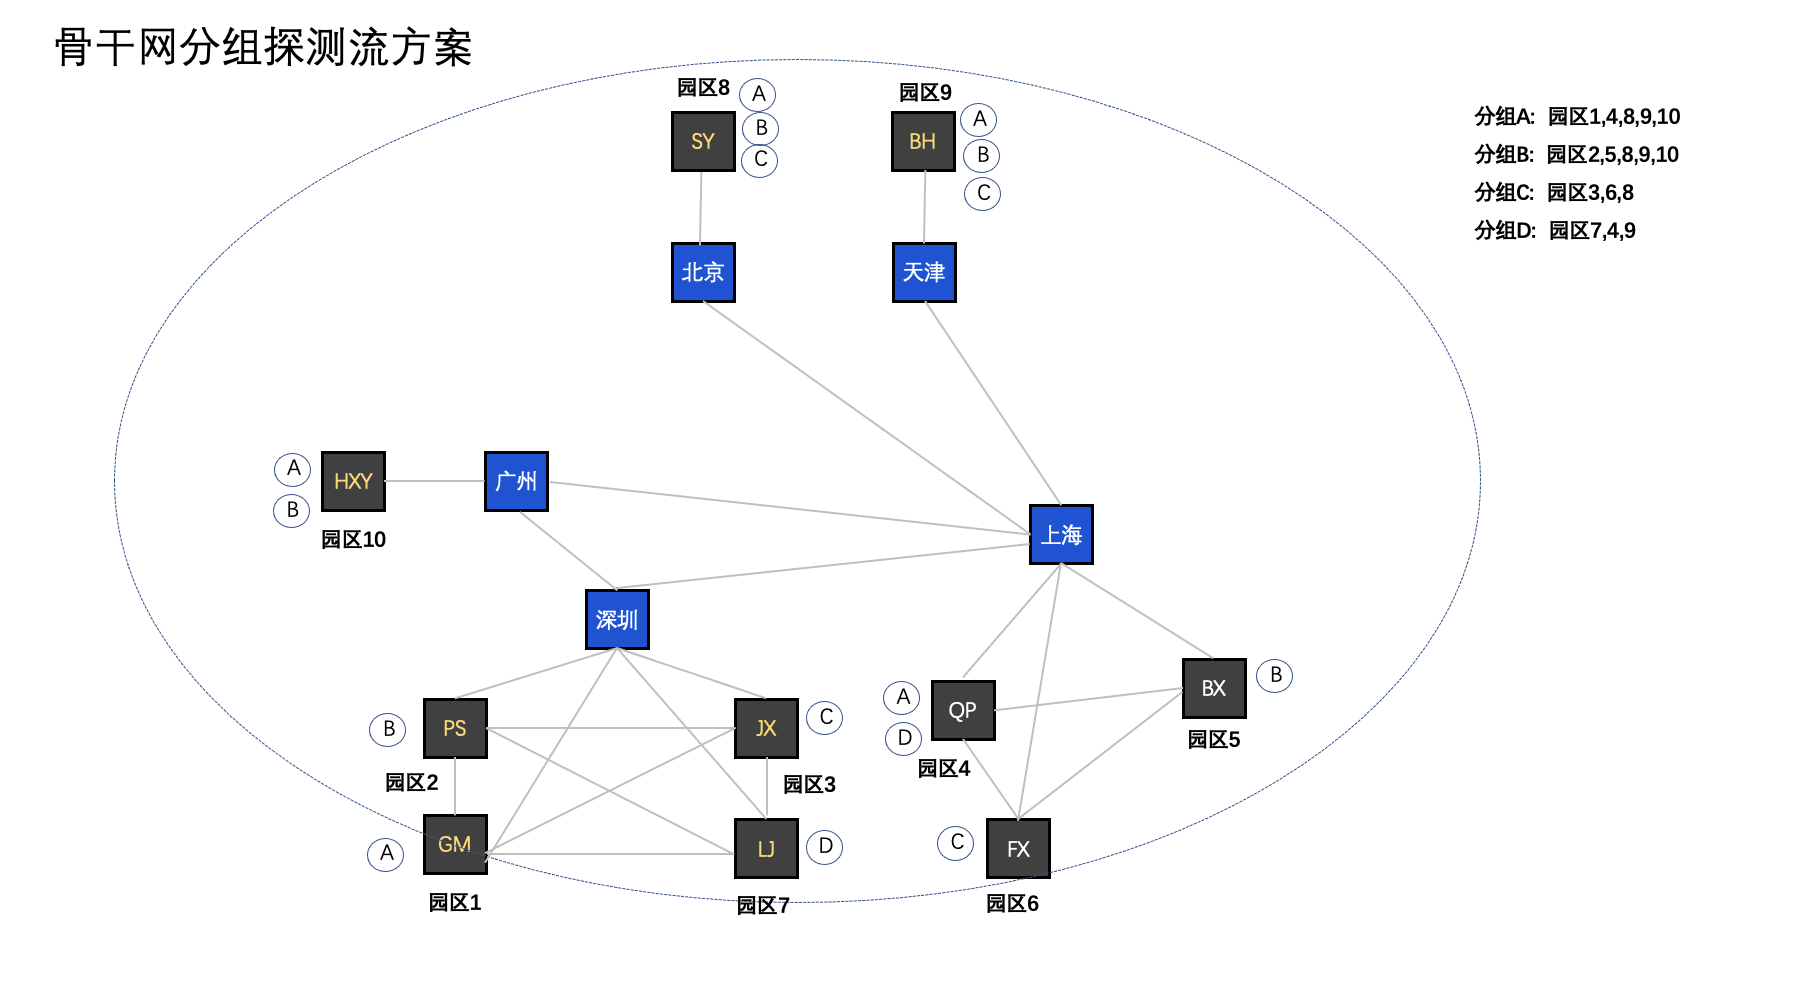 骨干网分组探测流方案
园区8
A
B
C
SY
园区9
A
B
C
BH
分组A: 园区1,4,8,9,10
分组B: 园区2,5,8,9,10
分组C: 园区3,6,8
分组D: 园区7,4,9
北京
天津
A
B
HXY
园区10
广州
上海
深圳
B
PS
园区2
JX
C
园区3
A
GM
园区1
LJ
D
园区7
A
D
QP
园区4
BX
B
园区5
C
FX
园区6